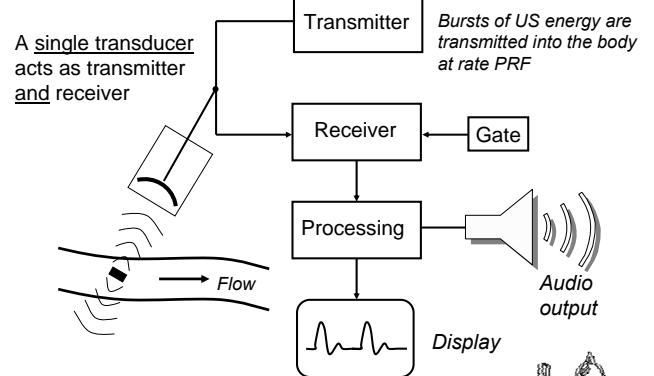 Transmitter
Bursts of US energy are
transmitted into the body
at rate PRF
A single transducer
acts as transmitter
and receiver
Receiver
Gate
Processing
Flow
Audio
output
Display